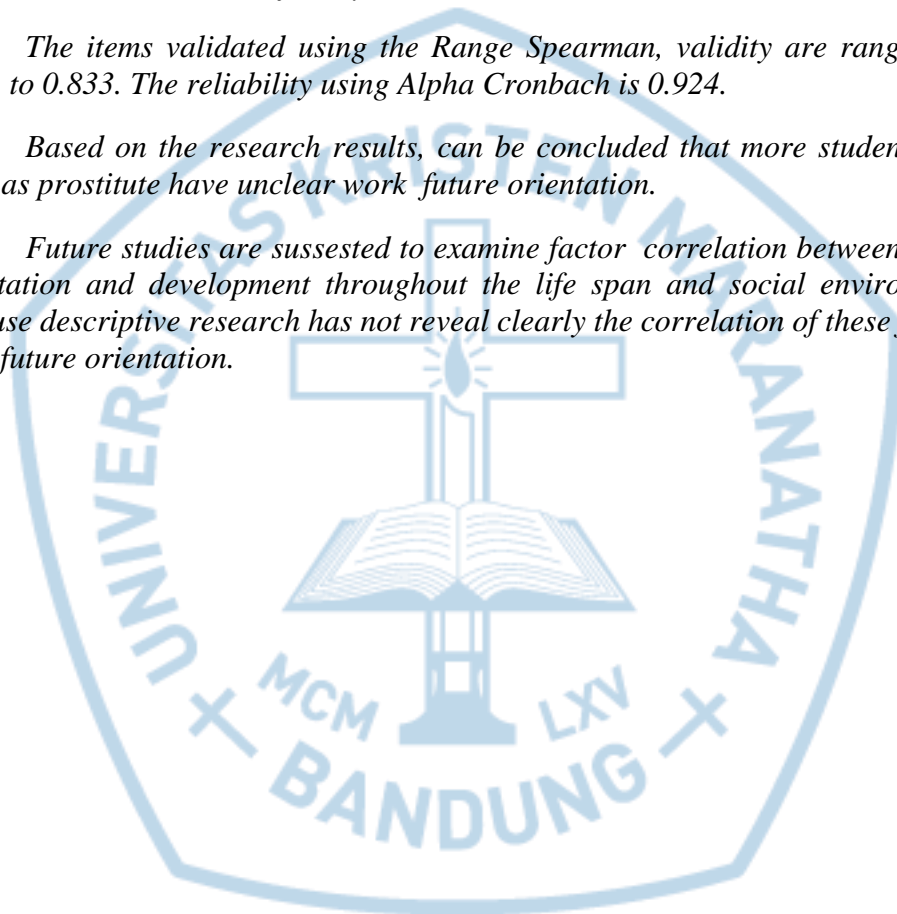 The items validated using the Range Spearman, validity are rang
to 0.833. The reliability using Alpha Cronbach is 0.924.
Based on the research results, can be concluded that more studen
as prostitute have unclear work future orientation.
Future studies are sussested to examine factor correlation between
tation and development throughout the life span and social enviro
use descriptive research has not reveal clearly the correlation of these
future orientation.
UNIVERSITAS KRISTEN MARANATHA
MCM LXV
BANDUNG